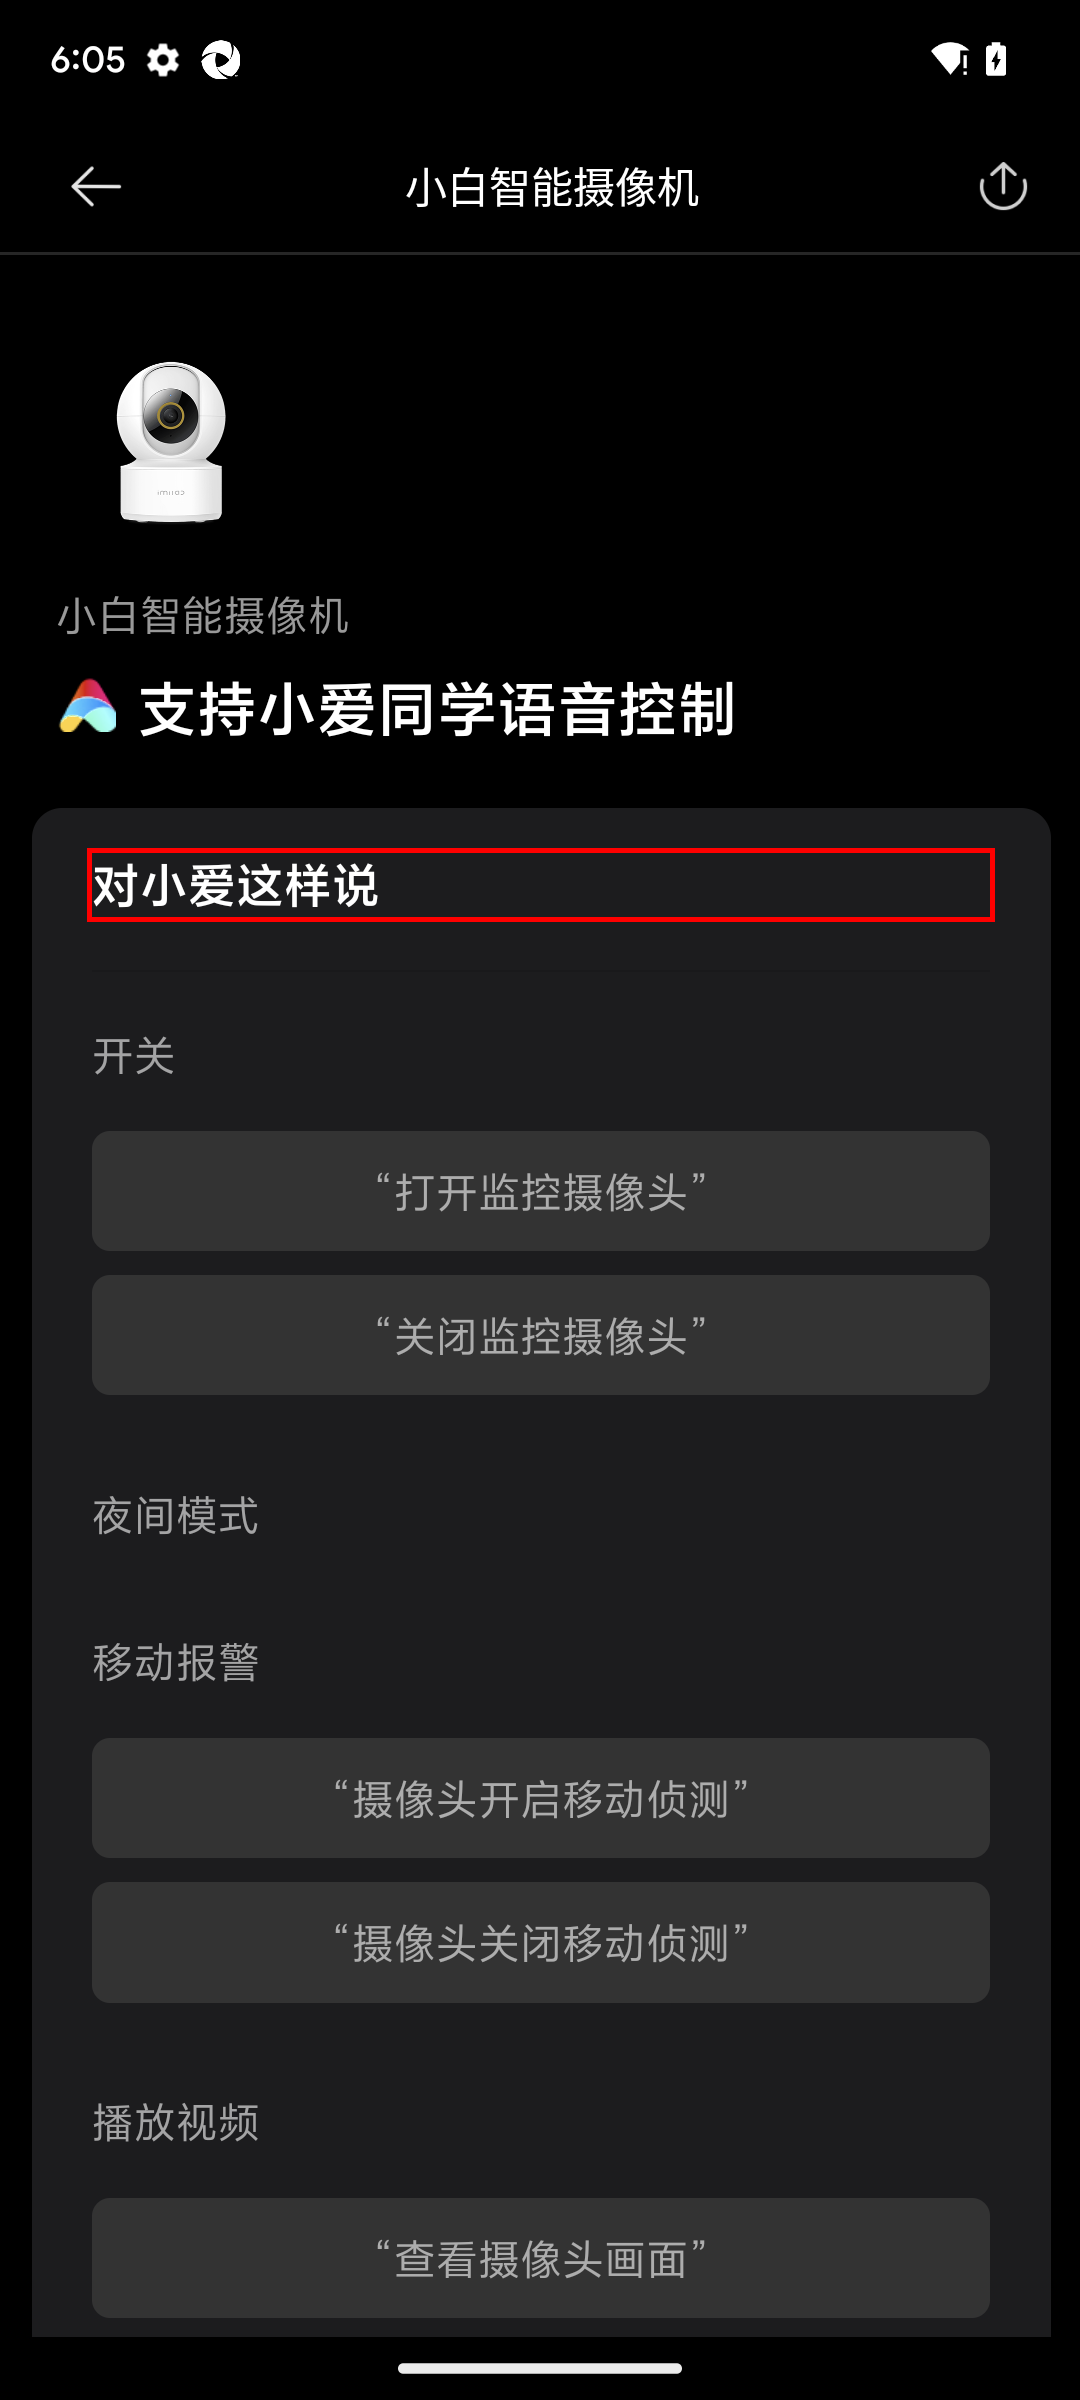 6:05
小白智能摄像机
小白智能摄像机
支持小爱同学语音控制
对小爱这样说
开关
“打开监控摄像头”
“关闭监控摄像头”
夜间模式
移动报警
“摄像头开启移动侦测”
“摄像头关闭移动侦测”
播放视频
“查看摄像头画面”